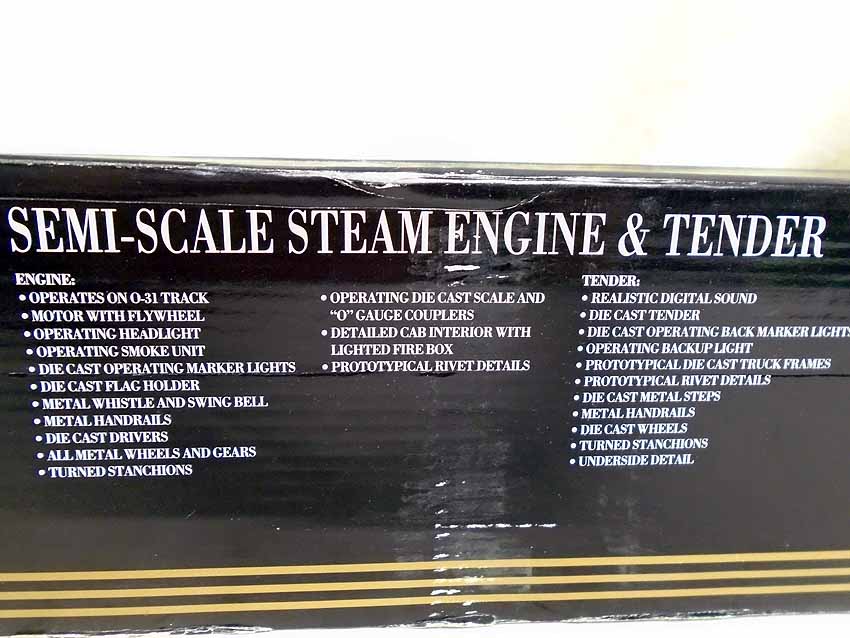 SEMI-SCALE STEAM ENGINE & TENDER
ENGINE:
• OPERATES ON O-31 TRACK
• MOTOR WITH FLYWHEEL
• OPERATING HEADLIGHT
• OPERATING SMOKE UNIT
• DIE CAST OPERATING MARKER LIGHTS
• DIE CAST FLAG HOLDER
• METAL WHISTLE AND SWING BELL
• METAL HANDRAILS
• DIE CAST DRIVERS
• ALL METAL WHEELS AND GEARS
• TURNED STANCHIONS
• OPERATING DIE CAST SCALE AND
“O” GAUGE COUPLERS
• DETAILED CAB INTERIOR WITH
LIGHTED FIRE BOX
• PROTOTYPICAL RIVET DETAILS
TENDER:
• REALISTIC DIGITAL SOUND
• DIE CAST TENDER
• DIE CAST OPERATING BACK MARKER LIGHTS
• OPERATING BACKUP LIGHT
• PROTOTYPICAL DIE CAST TRUCK FRAMES
• PROTOTYPICAL RIVET DETAILS
• DIE CAST METAL STEPS
• METAL HANDRAILS
• DIE CAST WHEELS
• TURNED STANCHIONS
• UNDERSIDE DETAIL